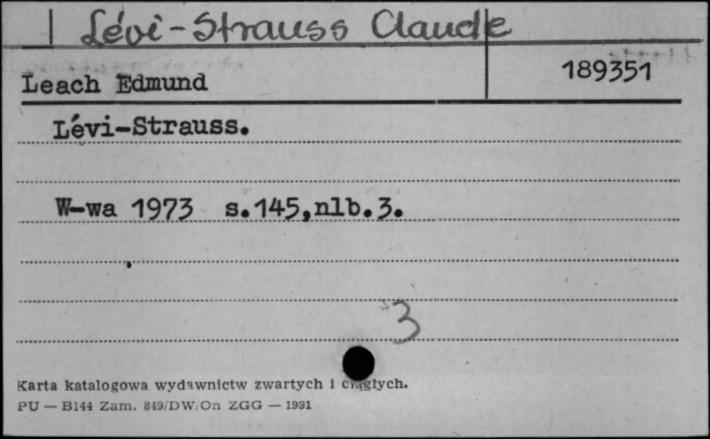 Lévi-Strauss Claude
Leach Edmund
189351
Lévi-Strauss.
W-wa 1973 s.145,nlb.3.
3
Karta katalogowa wydawnictw zwartych i ciągłych.
PU — B144 Zam. 849/DW/On ZGG — 1991